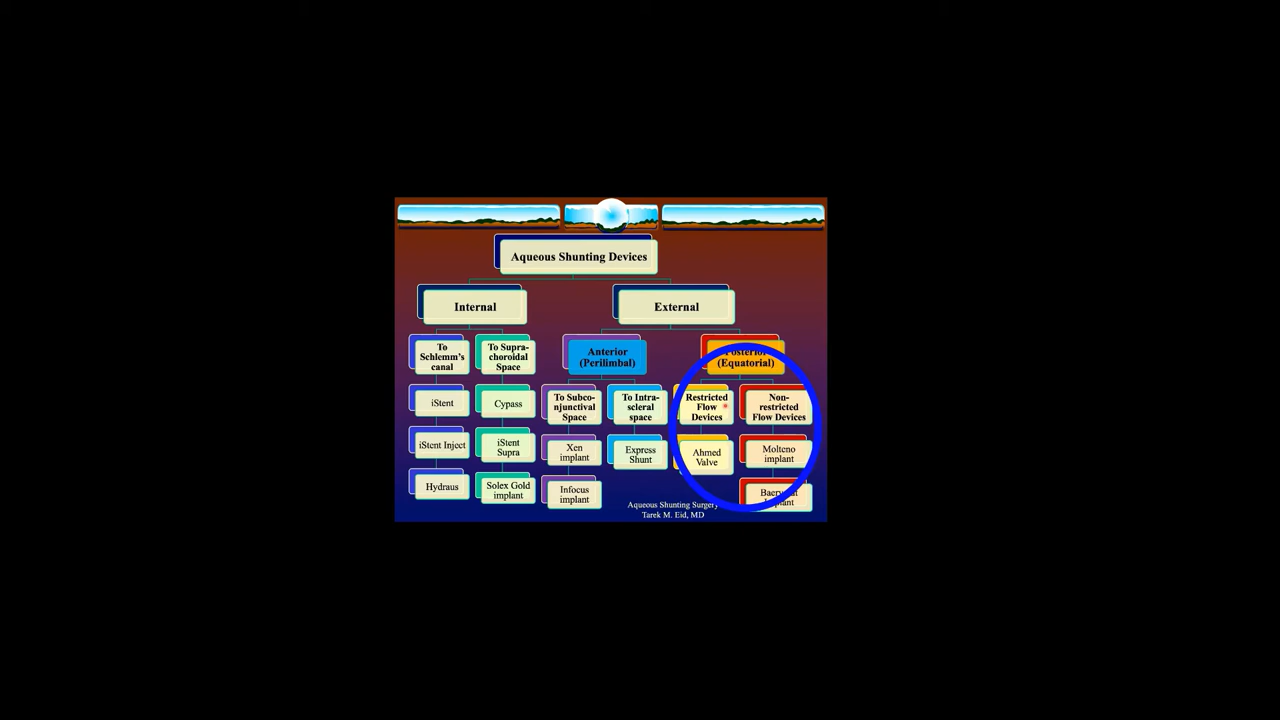 Aqueous Shunting Devices
Internal
External
To
Schlemm's
canal
To Supra-
choroidal
Space
Anterior
(Perilimbal)
Posterior
(Equatorial)
iStent
Cypass
To Subco-
njunctival
Space
To Intra-
scleral
space
Restricted
Flow
Devices
Non-
restricted
Flow Devices
iStent Inject
iStent
Supra
Xen
implant
Express
Shunt
Ahmed
Valve
Molteno
implant
Hydraus
Solex Gold
implant
Infocus
implant
implant
Aqueous Shunting Surgery
Tarek M. Eid, MD